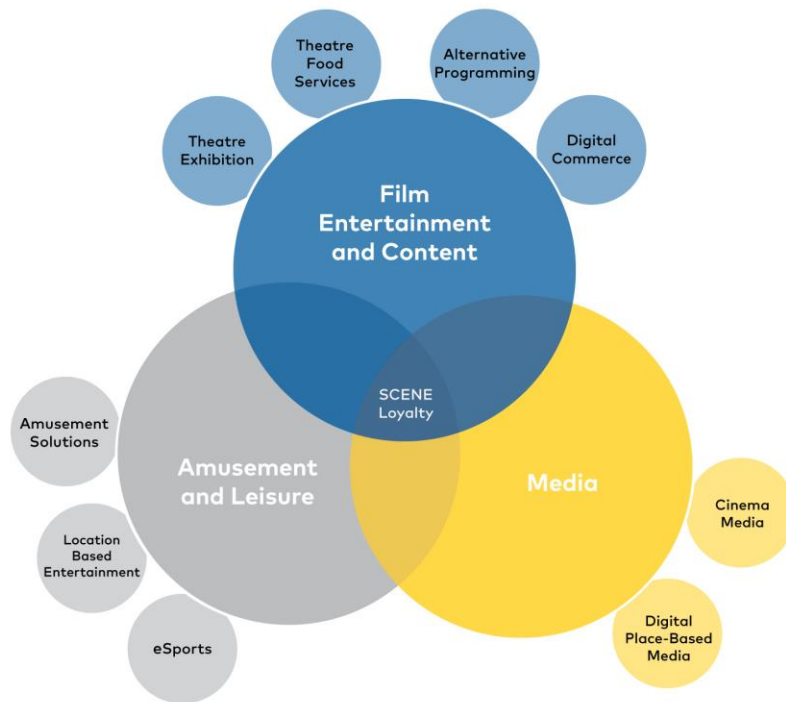 Theatre
Food
Services
Alternative
Programming
Theatre
Exhibition
Digital
Commerce
Film
Entertainment
and Content
SCENE
Loyalty
Amusement
Solutions
Amusement
and Leisure
Media
Cinema
Media
Location
Based
Entertainment
eSports
Digital
Place-Based
Media